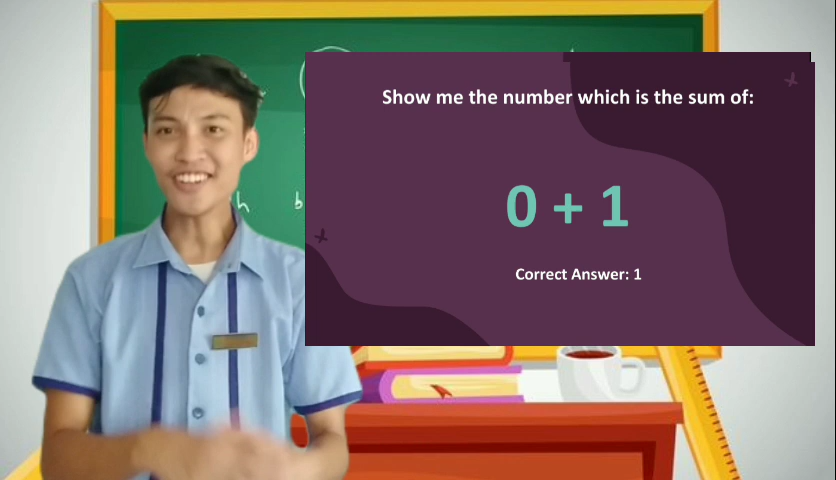 Show me the number which is the sum of:
0 + 1
Correct Answer: 1